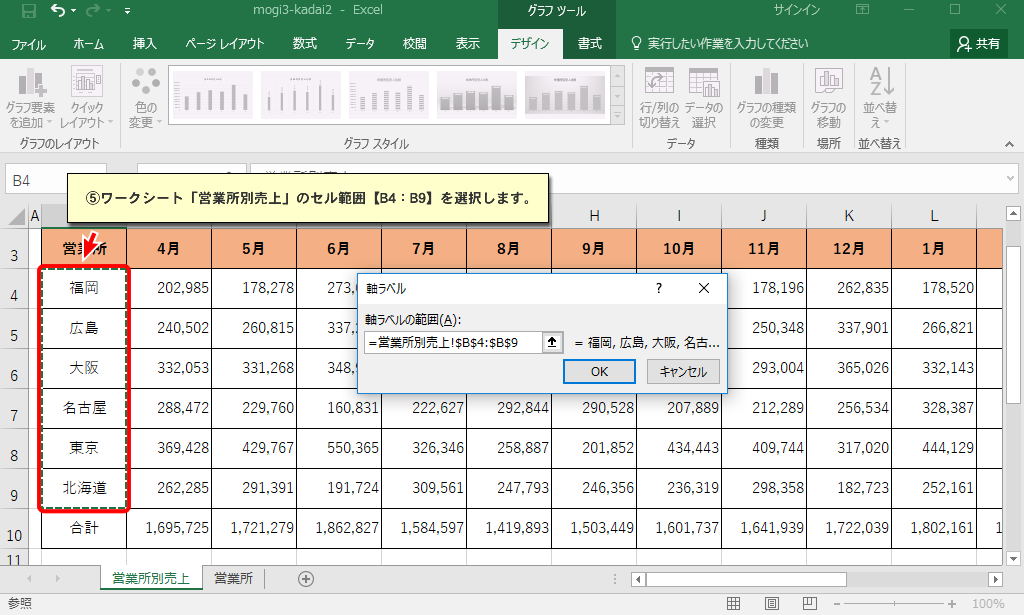 mogi3-kadai2 - Excel
グラフ ツール
サインイン
ファイル ホーム 挿入 ページ レイアウト 数式 データ 校閲 表示 デザイン 書式 実行したい作業を入力してください 共有
グラフ要素を追加
クイックレイアウト
色の変更
行/列の切り替え
データの選択
グラフの種類の変更
グラフの移動
並べ替え
グラフのレイアウト グラフ スタイル データ 種類 場所 並べ替え
B4
⑤ワークシート「営業所別売上」のセル範囲【B4：B9】を選択します。
A H I J K L
3 営業所 4月 5月 6月 7月 8月 9月 10月 11月 12月 1月
4 福岡 202,985 178,278 178,196 262,835 178,520
5 広島 240,502 260,815 250,348 337,901 266,821
6 大阪 332,053 331,268 293,004 365,026 332,143
7 名古屋 288,472 229,760 160,831 222,627 292,844 290,528 207,889 212,289 256,534 328,387
8 東京 369,428 429,767 550,365 326,346 258,887 201,852 434,443 409,744 317,020 444,129
9 北海道 262,285 291,391 191,724 309,561 247,793 246,356 236,319 298,358 182,723 252,161
10 合計 1,695,725 1,721,279 1,862,827 1,584,597 1,419,893 1,503,449 1,601,737 1,641,939 1,722,039 1,802,161 1
11
軸ラベル ?
軸ラベルの範囲(A):
=営業所別売上!$B$4:$B$9 = 福岡, 広島, 大阪, 名古...
OK キャンセル
営業所別売上 営業所
参照 100%